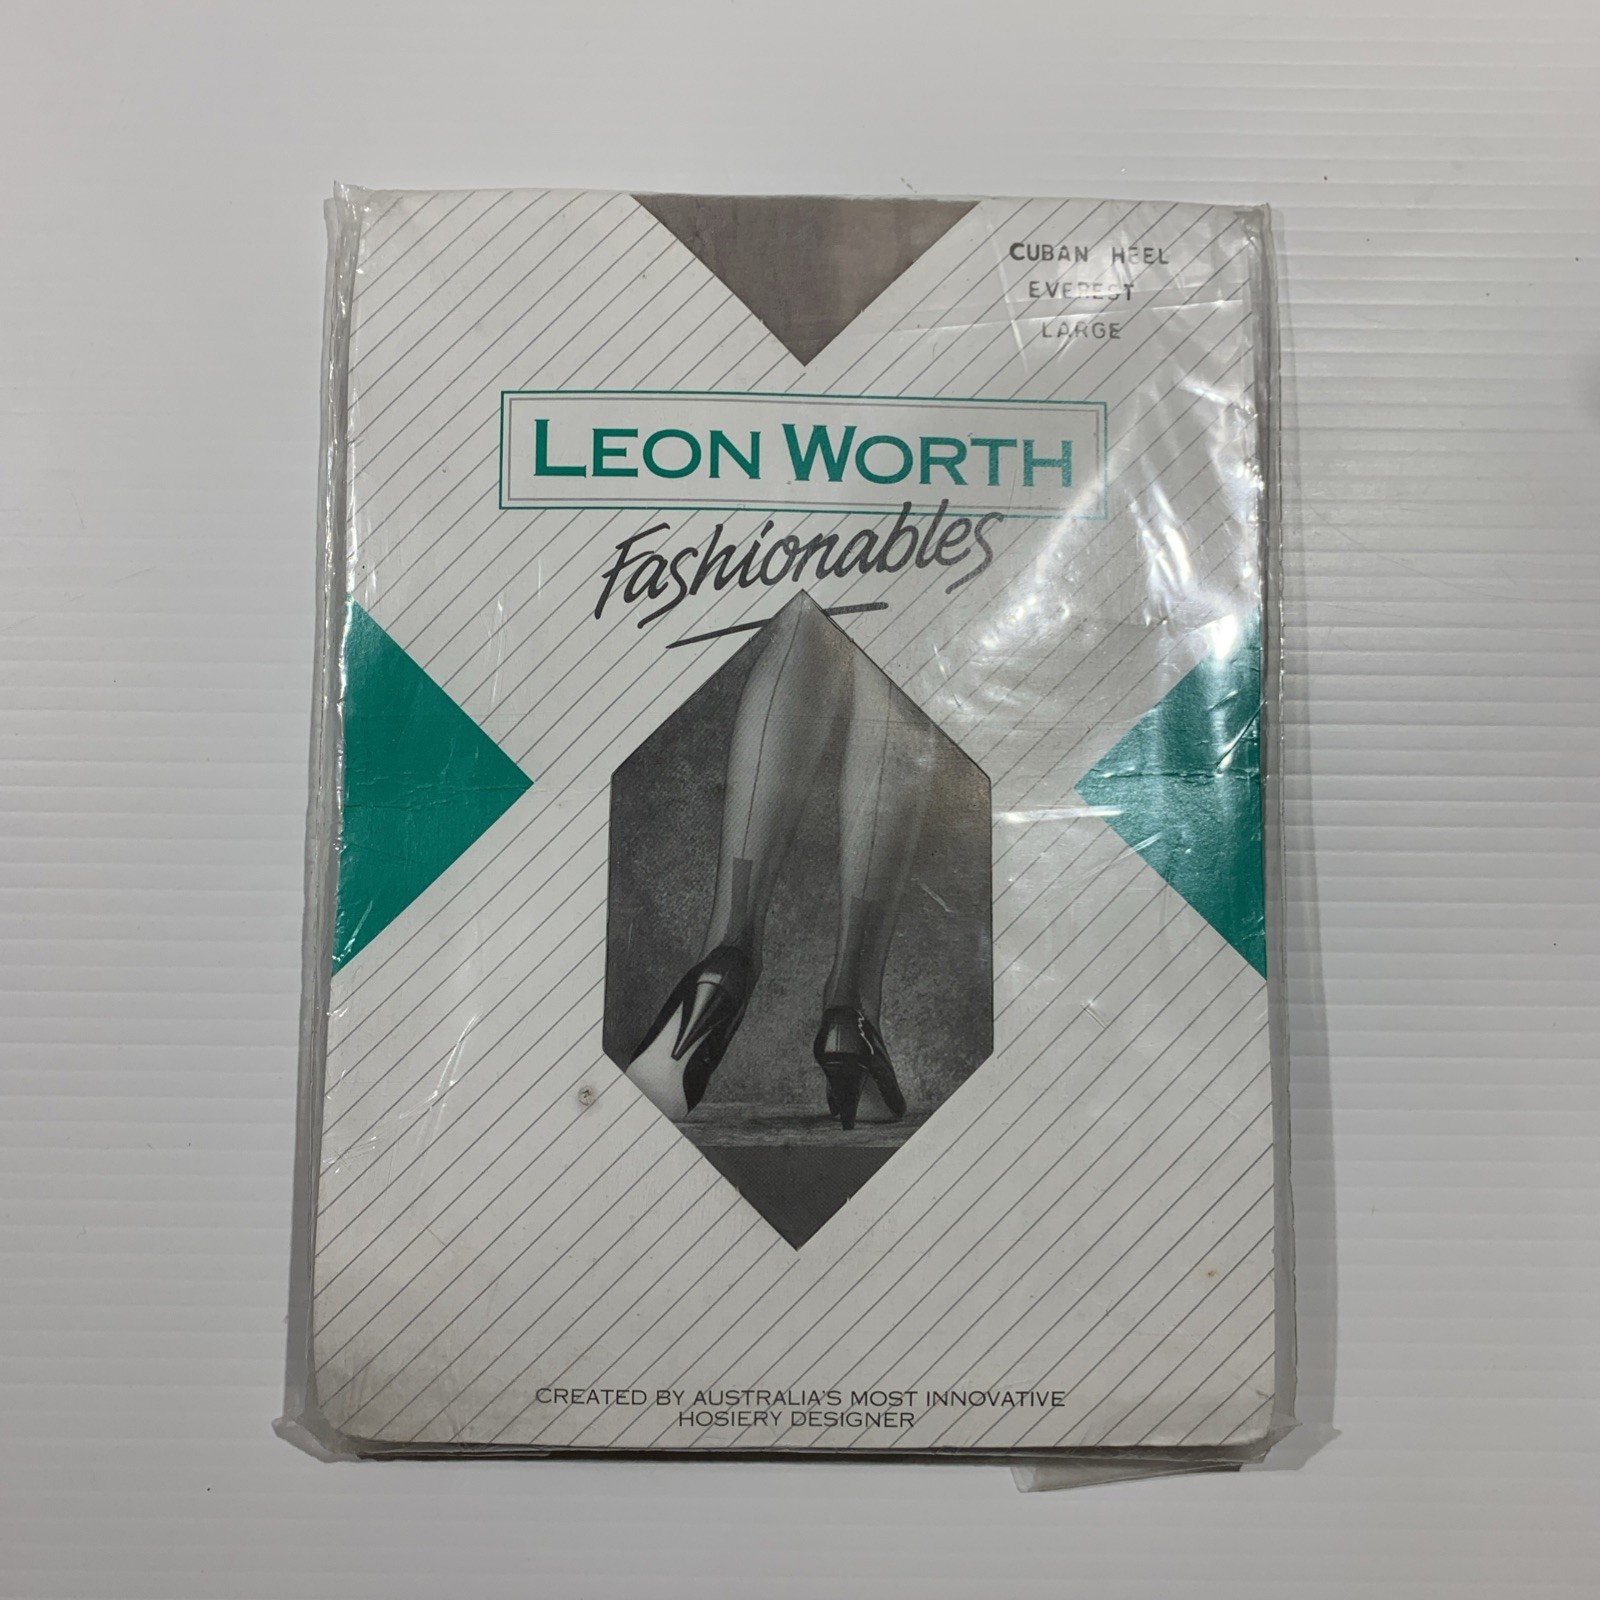 CUBAN HEEL
EVEREST
LARGE
LEON WORTH
Fashionables
CREATED BY AUSTRALIA'S MOST INNOVATIVE
HOSIERY DESIGNER